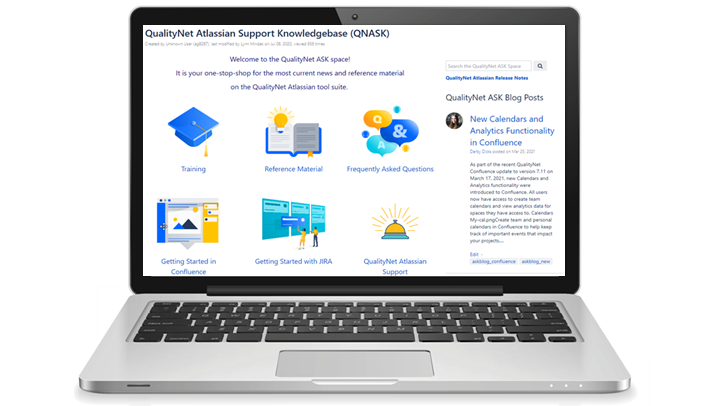 QualityNet Atlassian Support Knowledgebase (QNASK)
Welcome to the QualityNet ASK space!
It is your one-stop-shop for the most current news and reference material
on the QualityNet Atlassian tool suite.
Training
Reference Material
Q
&
A
Frequently Asked Questions
Getting Started in
Confluence
Getting Started with JIRA
QualityNet Atlassian
Support
Search the QualityNet ASK Space
QualityNet Atlassian Release Notes
QualityNet ASK Blog Posts
New Calendars and
Analytics Functionality
in Confluence
posted on Mar 25, 2021
As part of the recent QualityNet
Confluence update to version 7.11 on
March 17, 2021, new Calendars and
Analytics functionality were
introduced to Confluence. All users
now have access to create team
calendars and view analytics data for
spaces they have access to. Calendars
My-cal.pngCreate team and personal
calendars in Confluence to help keep
track of important events that impact
your projects....
Edit
askblog_confluence askblog_new